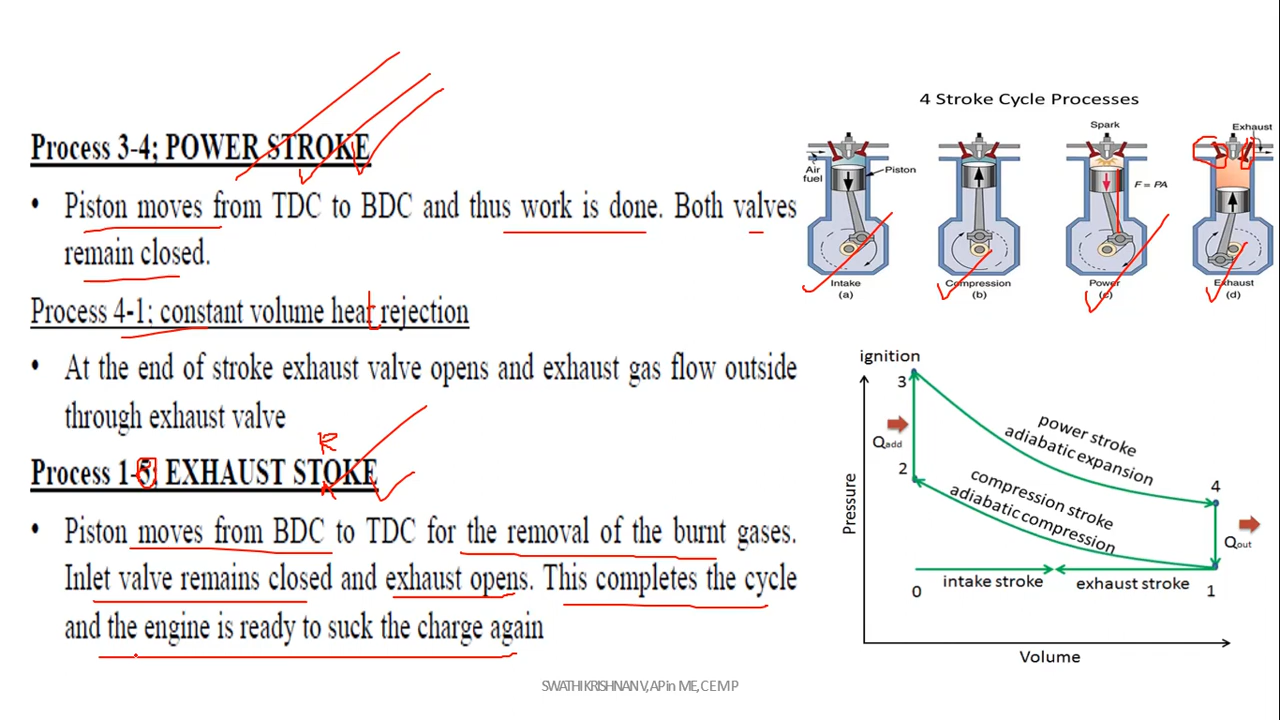 4 Stroke Cycle Processes
Process 3-4; POWER STROKE
• Piston moves from TDC to BDC and thus work is done. Both valves
remain closed.
Process 4-1; constant volume heat rejection
• At the end of stroke exhaust valve opens and exhaust gas flow outside
through exhaust valve
R
Process 1-5; EXHAUST STOKE
• Piston moves from BDC to TDC for the removal of the burnt gases.
Inlet valve remains closed and exhaust opens. This completes the cycle
and the engine is ready to suck the charge again
Air
fuel
Piston
Intake
(a)
Compression
(b)
Spark
F = PA
Power
(c)
Exhaust
Exhaust
(d)
ignition
3
Qadd
2
power stroke
adiabatic expansion
compression stroke
adiabatic compression
4
Qout
intake stroke
exhaust stroke
0
1
Pressure
Volume
SWATHI KRISHNAN V, AP in ME, CEMP